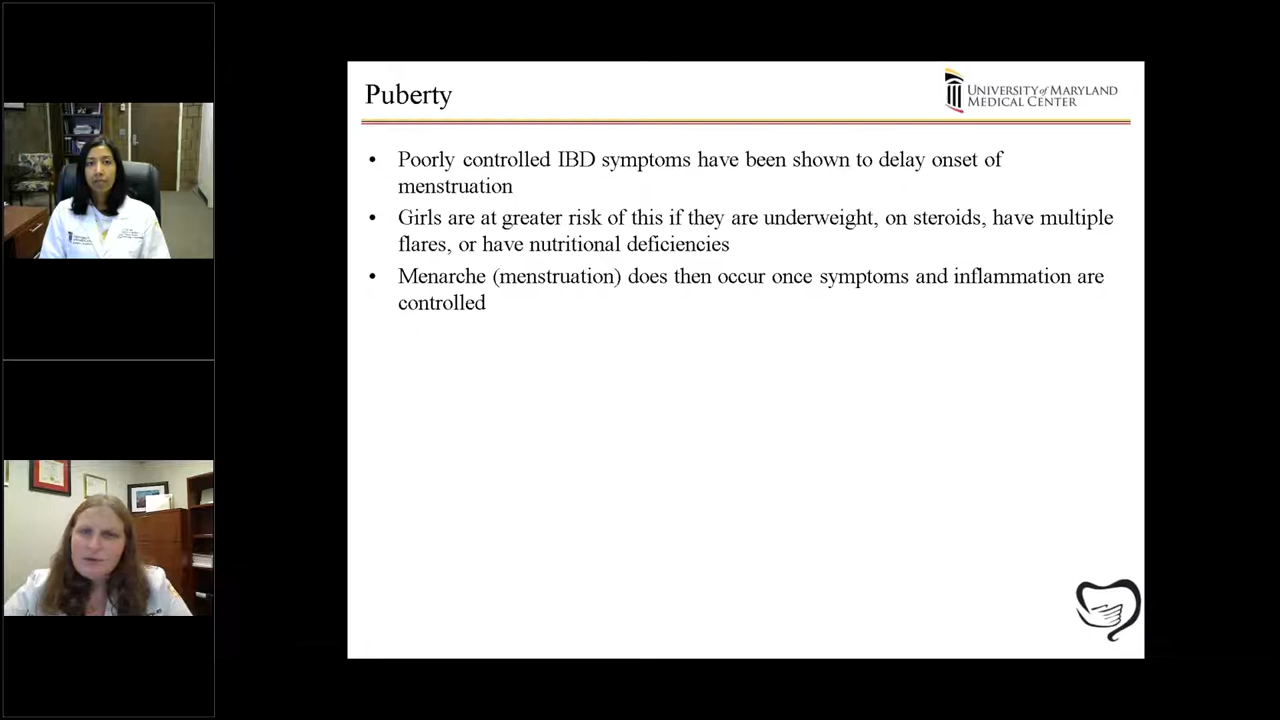 Puberty
UNIVERSITY of MARYLAND
MEDICAL CENTER
• Poorly controlled IBD symptoms have been shown to delay onset of
menstruation
• Girls are at greater risk of this if they are underweight, on steroids, have multiple
flares, or have nutritional deficiencies
• Menarche (menstruation) does then occur once symptoms and inflammation are
controlled